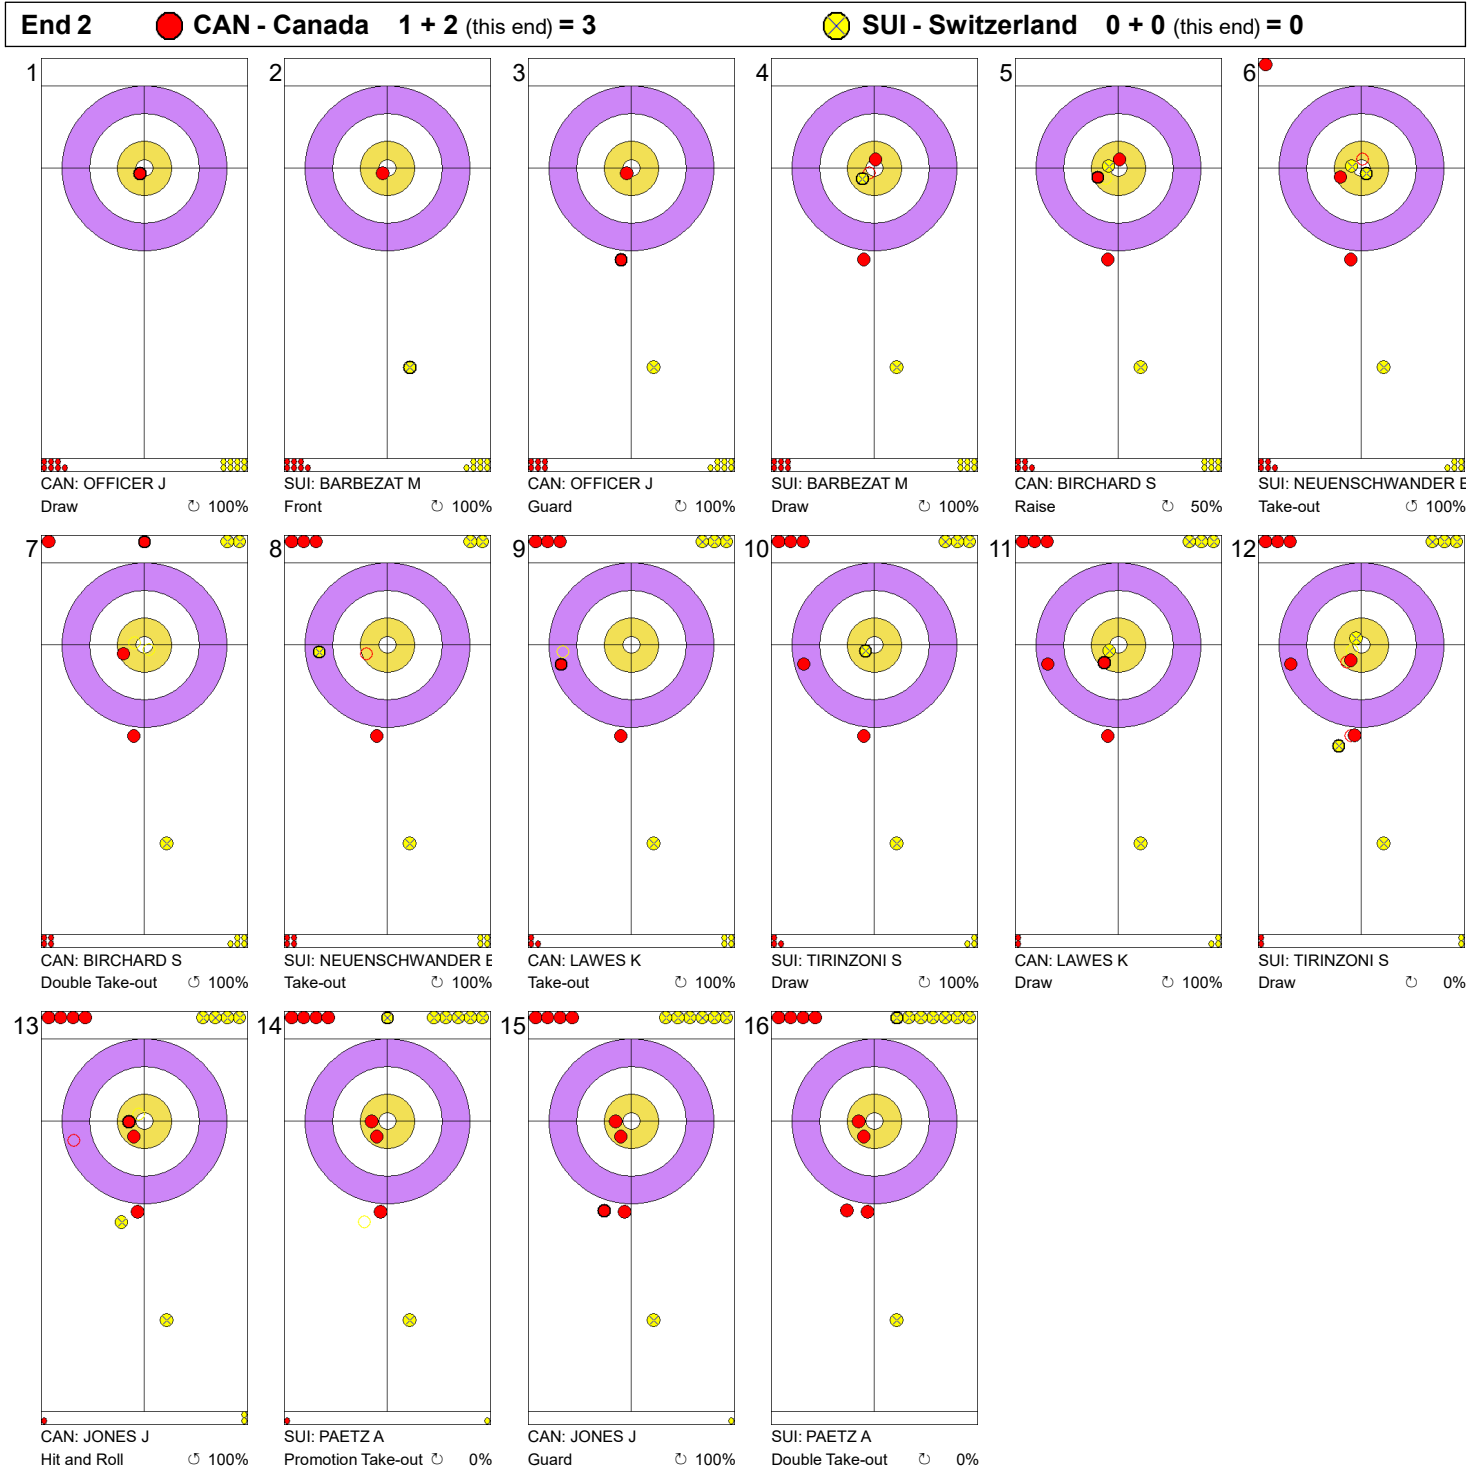 End 2 CAN - Canada 1 + 2 (this end) = 3 SUI - Switzerland 0 + 0 (this end) = 0
1 2 3 4 5 6
CAN: OFFICER J SUI: BARBEZAT M CAN: OFFICER J SUI: BARBEZAT M CAN: BIRCHARD S SUI: NEUENSCHWANDER E
Draw ↻ 100% Front ↻ 100% Guard ↻ 100% Draw ↻ 100% Raise ↻ 50% Take-out ↻ 100%
7 8 9 10 11 12
CAN: BIRCHARD S SUI: NEUENSCHWANDER E CAN: LAWES K SUI: TIRINZONI S CAN: LAWES K SUI: TIRINZONI S
Double Take-out ↻ 100% Take-out ↻ 100% Take-out ↻ 100% Draw ↻ 100% Draw ↻ 100% Draw ↻ 0%
13 14 15 16
CAN: JONES J SUI: PAETZ A CAN: JONES J SUI: PAETZ A
Hit and Roll ↺ 100% Promotion Take-out ↺ 0% Guard ↺ 100% Double Take-out ↺ 0%